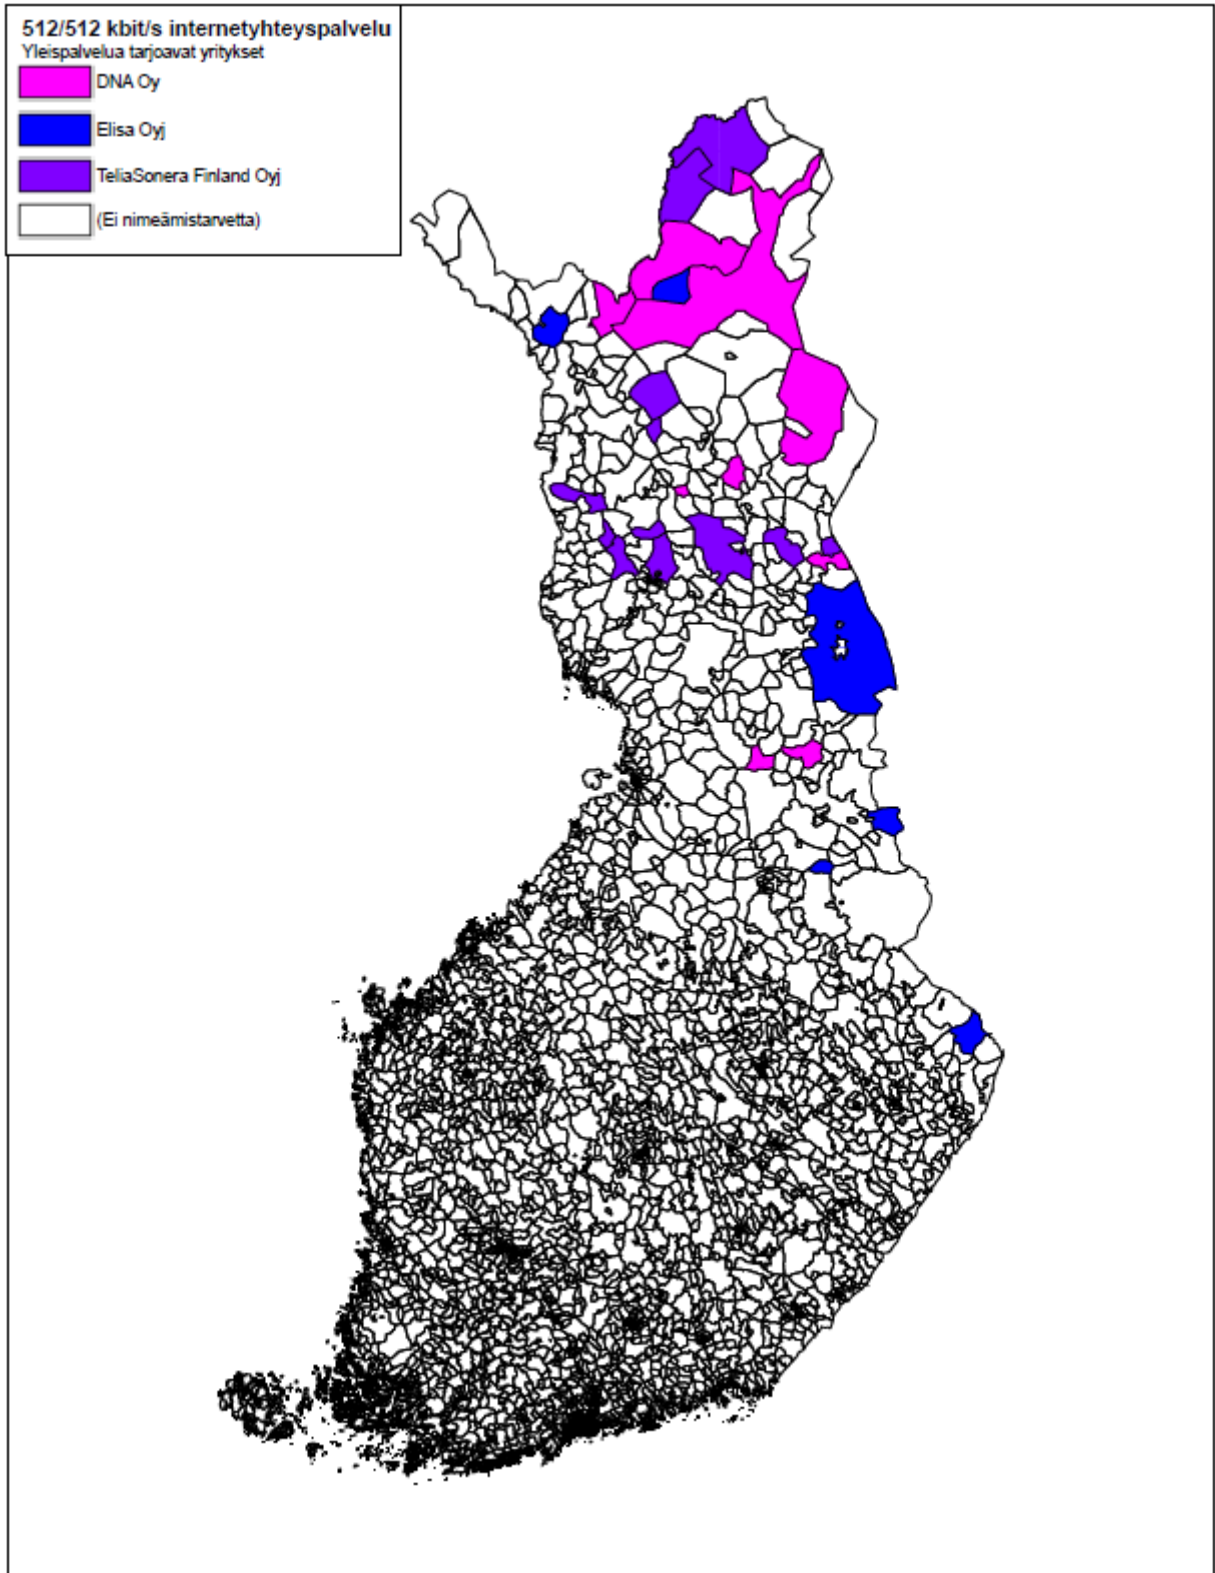 512/512 kbit/s internetyhteyspalvelu
Yleispalvelua tarjoavat yritykset
DNA Oy
Elisa Oyj
TeliaSonera Finland Oyj
(Ei nimeämistarvetta)